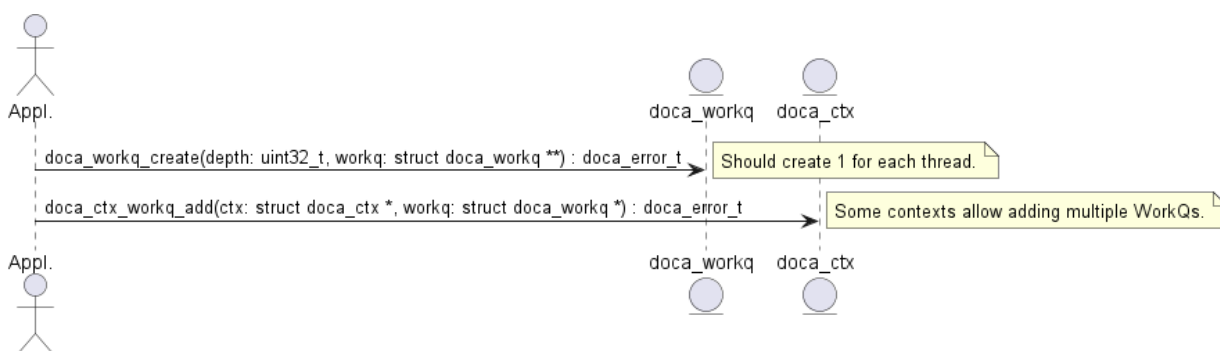 Appl.
doca_workq
doca_ctx
doca_workq_create(depth: uint32_t, workq: struct doca_workq **) : doca_error_t
Should create 1 for each thread.
doca_ctx_workq_add(ctx: struct doca_ctx *, workq: struct doca_workq *) : doca_error_t
Some contexts allow adding multiple WorkQs.
Appl.
doca_workq
doca_ctx